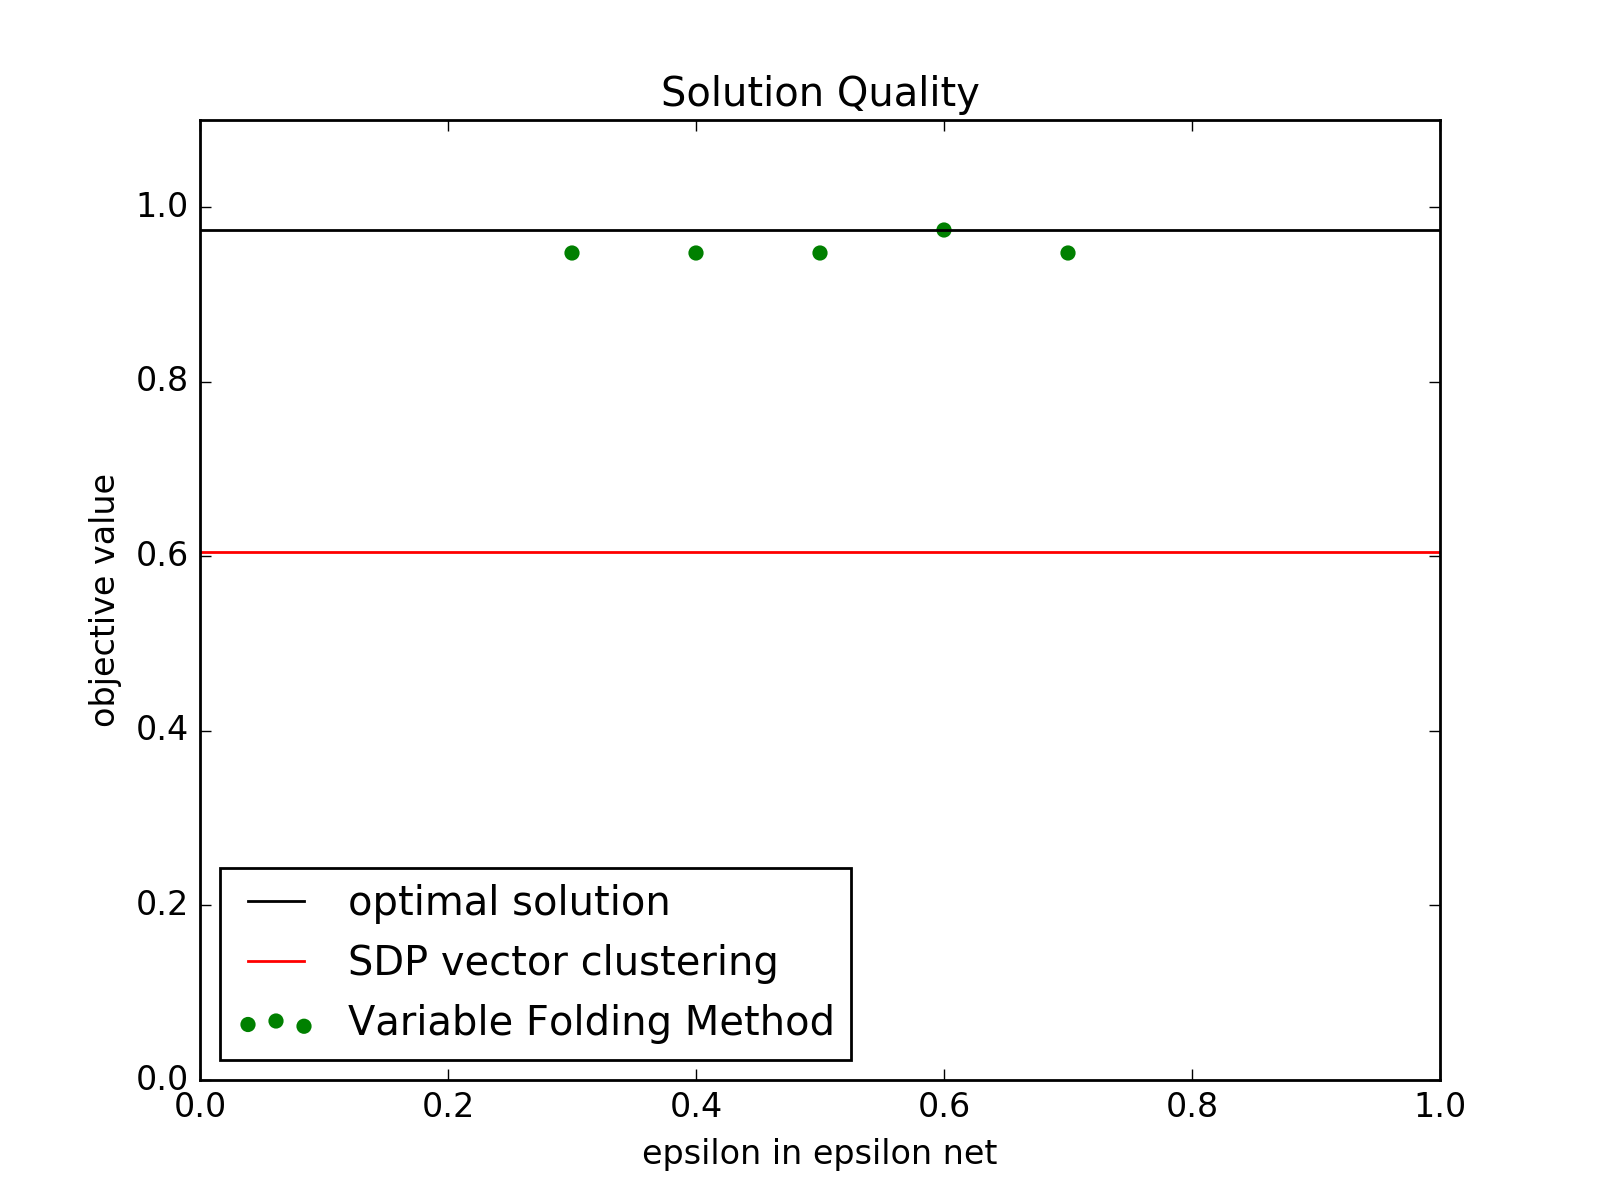 Solution Quality
1.0
0.8
0.6
0.4
0.2
0.0
objective value
optimal solution
SDP vector clustering
Variable Folding Method
0.0 0.2 0.4 0.6 0.8 1.0
epsilon in epsilon net